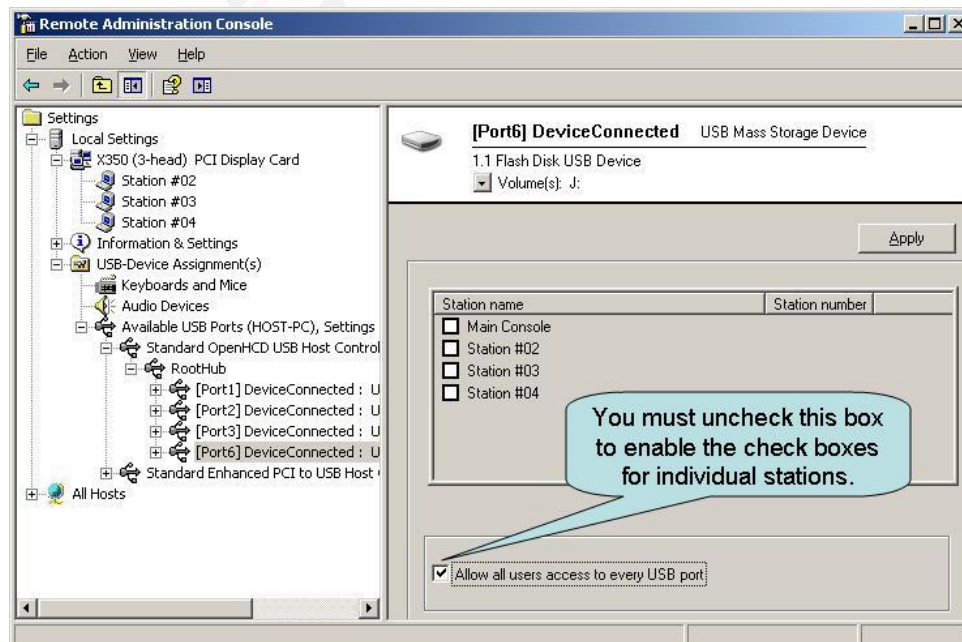 Remote Administration Console
File Action View Help
Settings
Local Settings
X350 (3-head) PCI Display Card
Station #02
Station #03
Station #04
Information & Settings
USB-Device Assignment(s)
Keyboards and Mice
Audio Devices
Available USB Ports (HOST-PC), Settings
Standard OpenHCD USB Host Control
RootHub
[Port1] DeviceConnected : U
[Port2] DeviceConnected : U
[Port3] DeviceConnected : U
[Port6] DeviceConnected : U
Standard Enhanced PCI to USB Host
All Hosts
[Port6] DeviceConnected USB Mass Storage Device
1.1 Flash Disk USB Device
Volume(s): J:
Apply
Station name Station number
Main Console
Station #02
Station #03
Station #04
You must uncheck this box
to enable the check boxes
for individual stations.
Allow all users access to every USB port